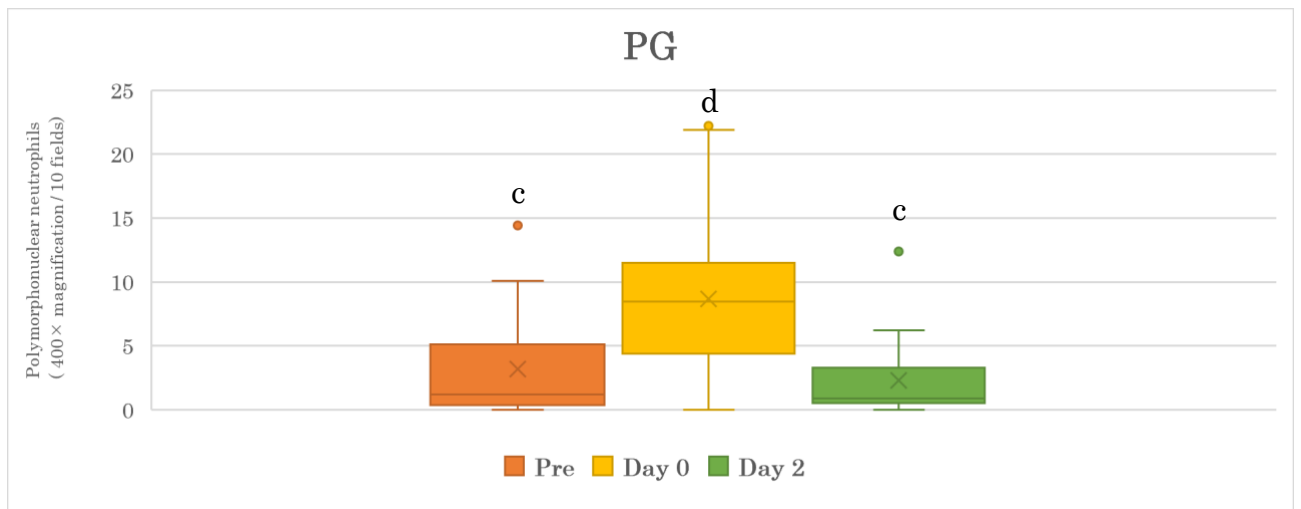 PG
Polymorphonuclear neutrophils
( 400× magnification / 10 fields)
25
20
15
10
5
0
c
d
c
Pre
Day 0
Day 2